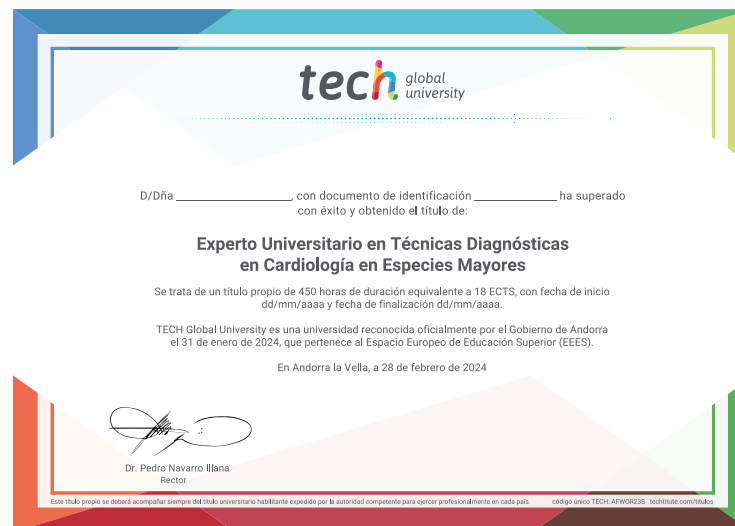 tech global
university
D/Dña ______________, con documento de identificación __________ ha superado
con éxito y obtenido el título de:
Experto Universitario en Técnicas Diagnósticas
en Cardiología en Especies Mayores
Se trata de un título propio de 450 horas de duración equivalente a 18 ECTS, con fecha de inicio
dd/mm/aaaa y fecha de finalización dd/mm/aaaa.
TECH Global University es una universidad reconocida oficialmente por el Gobierno de Andorra
el 31 de enero de 2024, que pertenece al Espacio Europeo de Educación Superior (EEES).
En Andorra la Vella, a 28 de febrero de 2024
Dr. Pedro Navarro Illana
Rector
Este título propio se deberá acompañar siempre del título universitario habilitante expedido por la autoridad competente para ejercer profesionalmente en cada país. código único TECH: AFWOR23S techtitute.com/titulos